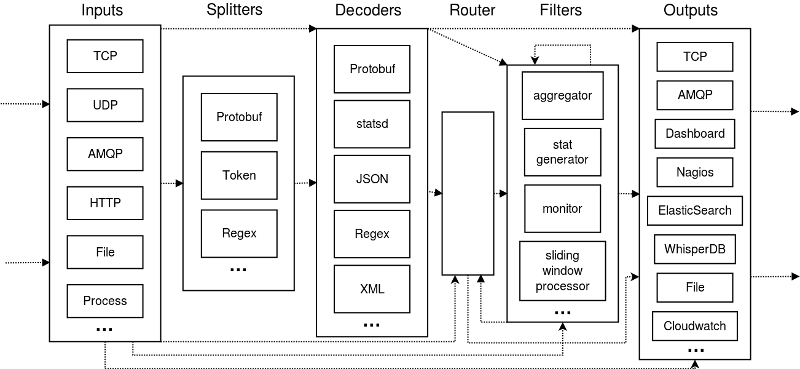 Inputs
Splitters
Decoders
Router
Filters
Outputs
TCP
UDP
AMQP
HTTP
File
Process
...
Protobuf
Token
Regex
...
Protobuf
statsd
JSON
Regex
XML
...
aggregator
stat
generator
monitor
sliding
window
processor
...
TCP
AMQP
Dashboard
Nagios
ElasticSearch
WhisperDB
File
Cloudwatch
...